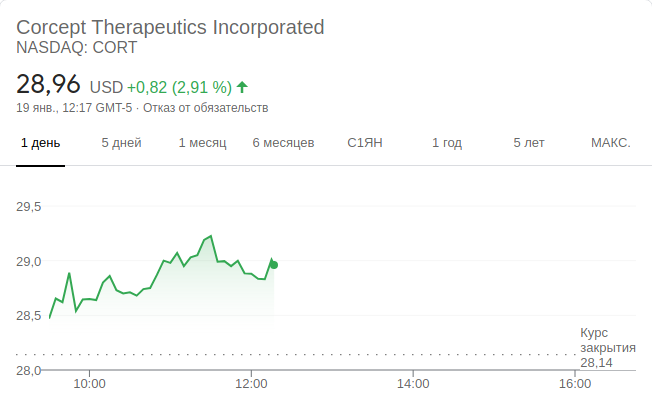 Corcept Therapeutics Incorporated
NASDAQ: CORT
28,96 USD +0,82 (2,91 %)
19 янв., 12:17 GMT-5 · Отказ от обязательств
1 день 5 дней 1 месяц 6 месяцев С1ЯН 1 год 5 лет МАКС.
29,5
29,0
28,5
Курс
закрытия
28,14
28,0
10:00 12:00 14:00 16:00